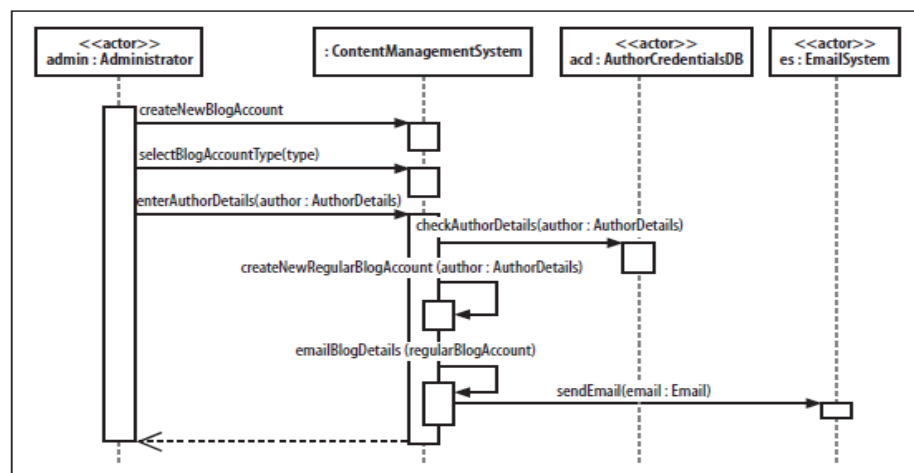 <<actor>>
admin : Administrator
: ContentManagementSystem
<<actor>>
acd : AuthorCredentialsDB
<<actor>>
es : EmailSystem
createNewBlogAccount
selectBlogAccountType(type)
enterAuthorDetails(author : AuthorDetails)
checkAuthorDetails(author : AuthorDetails)
createNewRegularBlogAccount (author : AuthorDetails)
emailBlogDetails (regularBlogAccount)
sendEmail(email : Email)